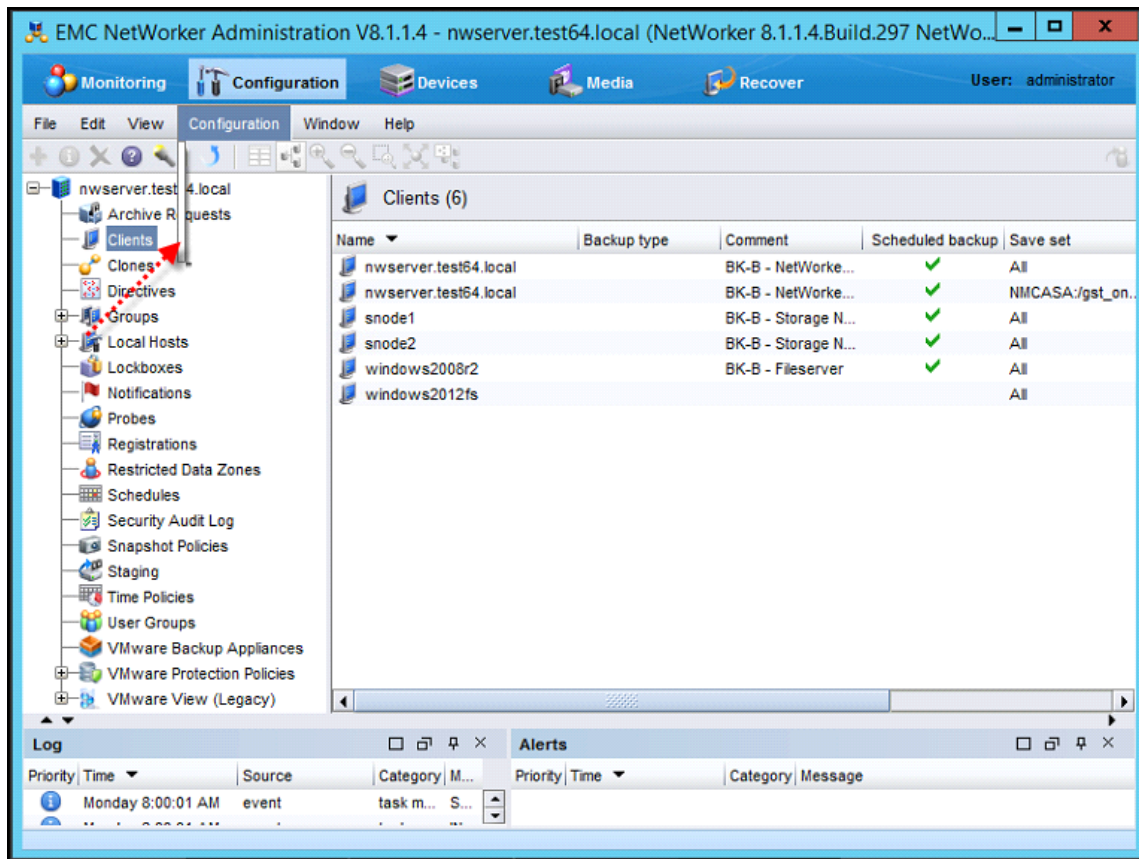 EMC NetWorker Administration V8.1.1.4 - nwserver.test64.local (NetWorker 8.1.1.4.Build.297 NetWo...
Monitoring Configuration Devices Media Recover User: administrator
File Edit View Configuration Window Help
nwserver.test 4.local
Archive R quests
Clients
Clones
Directives
Groups
Local Hosts
Lockboxes
Notifications
Probes
Registrations
Restricted Data Zones
Schedules
Security Audit Log
Snapshot Policies
Staging
Time Policies
User Groups
VMware Backup Appliances
VMware Protection Policies
VMware View (Legacy)
Clients (6)
Name Backup type Comment Scheduled backup Save set
nwserver.test64.local BK-B - NetWorke... All
nwserver.test64.local BK-B - NetWorke... NMCASA:/gst_on...
snode1 BK-B - Storage N... All
snode2 BK-B - Storage N... All
windows2008r2 BK-B - Fileserver All
windows2012fs All
Log
Priority Time Source Category M...
Monday 8:00:01 AM event task m... S...
Alerts
Priority Time Category Message